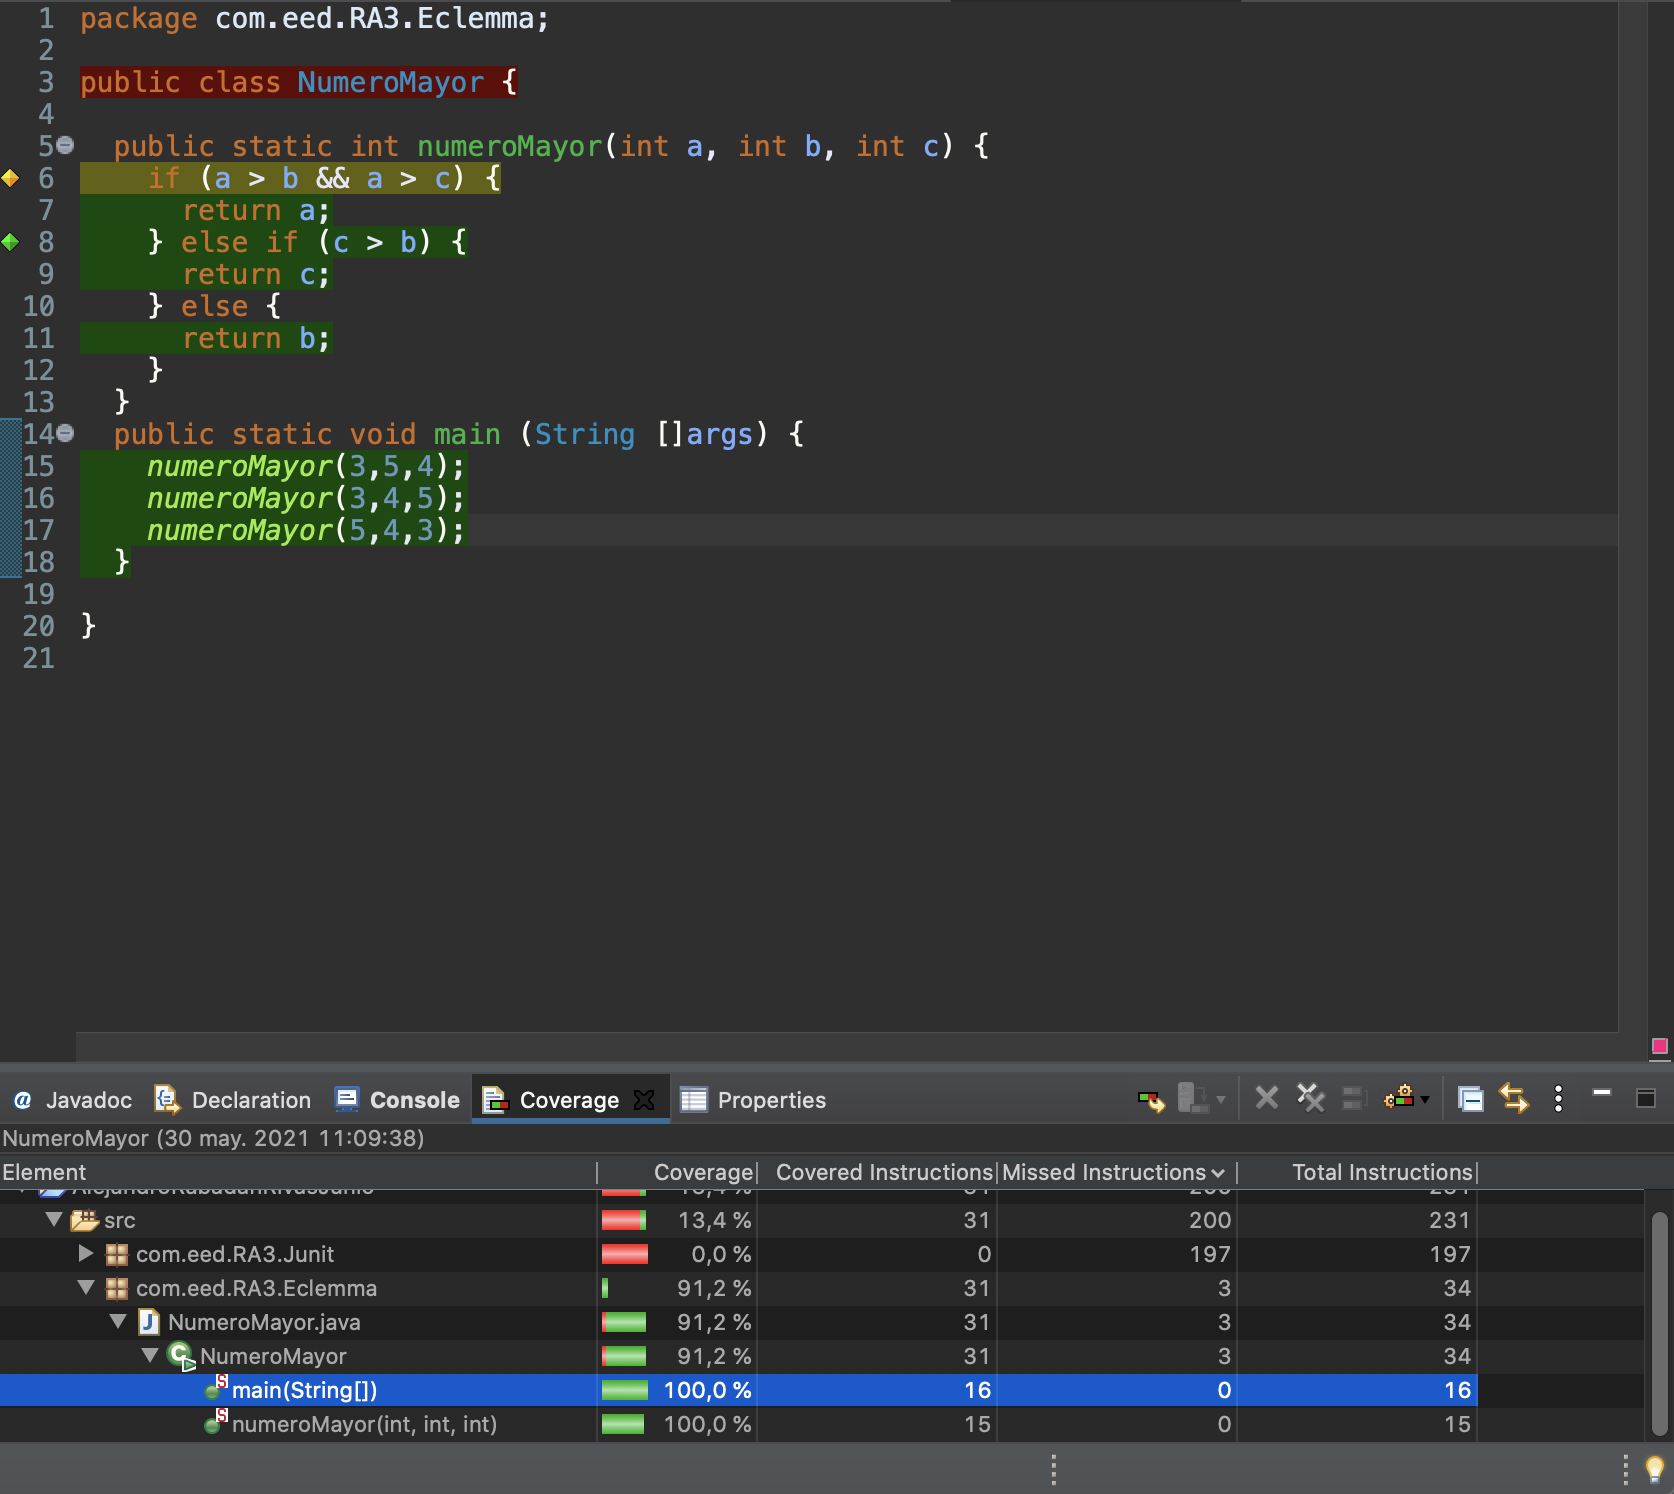 1 package com.eed.RA3.Eclemma;
2
3 public class NumeroMayor {
4
5 public static int numeroMayor(int a, int b, int c) {
6 if (a > b && a > c) {
7 return a;
8 } else if (c > b) {
9 return c;
10 } else {
11 return b;
12 }
13 }
14 public static void main (String []args) {
15 numeroMayor(3,5,4);
16 numeroMayor(3,4,5);
17 numeroMayor(5,4,3);
18 }
19
20 }
21
@ Javadoc Declaration Console Coverage Properties
NumeroMayor (30 may. 2021 11:09:38)
Element Coverage Covered Instructions Missed Instructions Total Instructions
13,4 % 31 200 231
src 13,4 % 31 200 231
com.eed.RA3.Junit 0,0 % 0 197 197
com.eed.RA3.Eclemma 91,2 % 31 3 34
J NumeroMayor.java 91,2 % 31 3 34
C NumeroMayor 91,2 % 31 3 34
S main(String[]) 100,0 % 16 0 16
S numeroMayor(int, int, int) 100,0 % 15 0 15